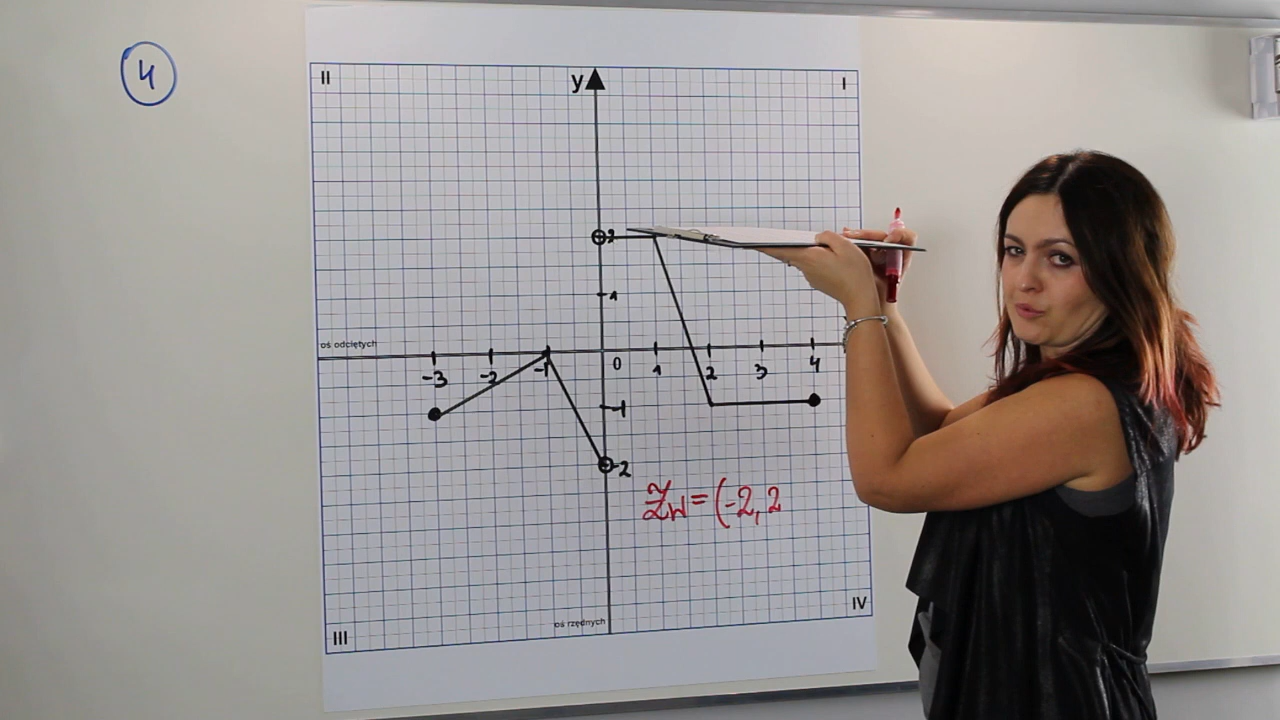 4
II
y
I
2
1
oś odciętych
-3
-2
-1
0
1
2
3
4
-1
-2
Zw = (-2, 2
oś rzędnych
IV
III